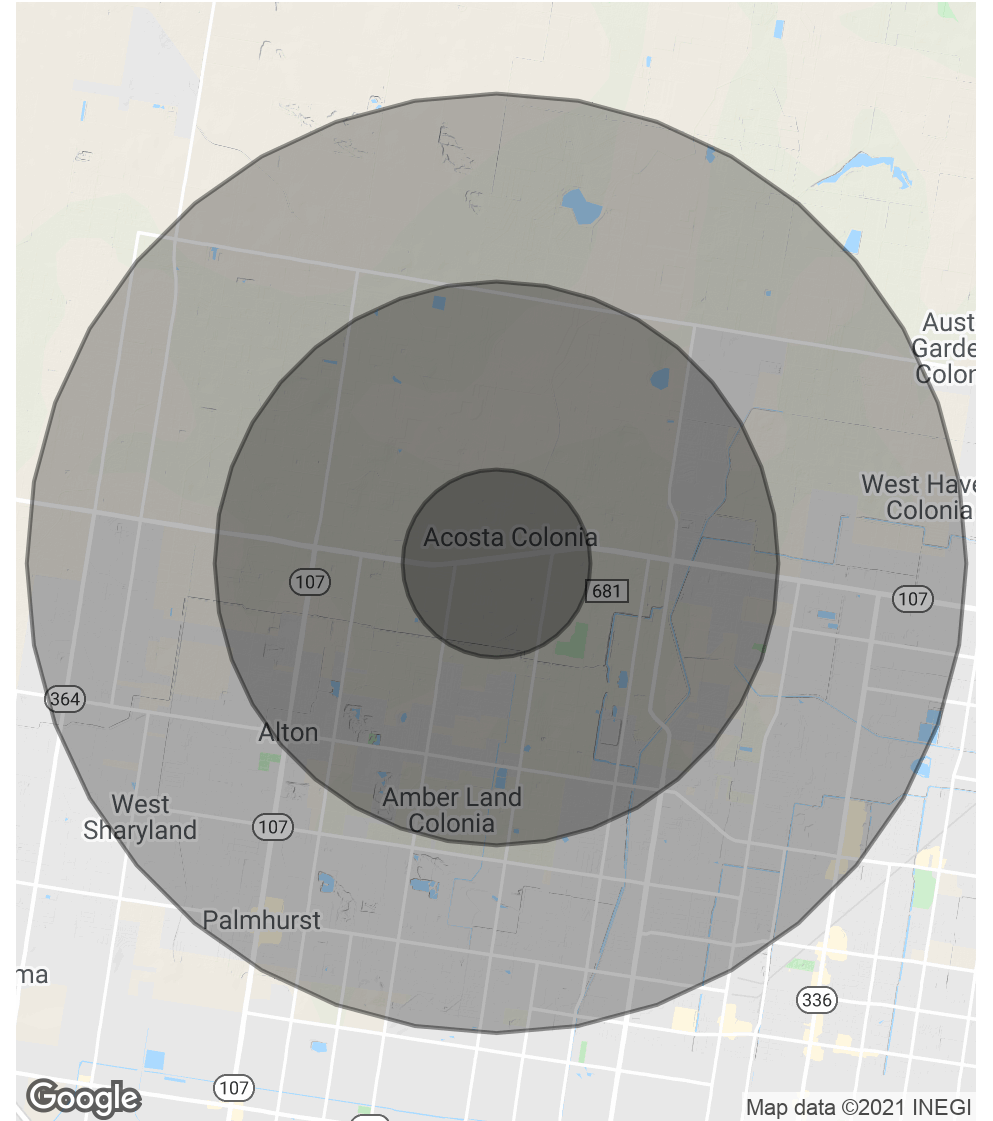 Aust
Garde
Color
West Have
Colonia
Acosta Colonia
107
681
107
364
Alton
West
Sharyland
Amber Land
Colonia
107
Palmhurst
ma
336
107
Google
Map data ©2021 INEGI